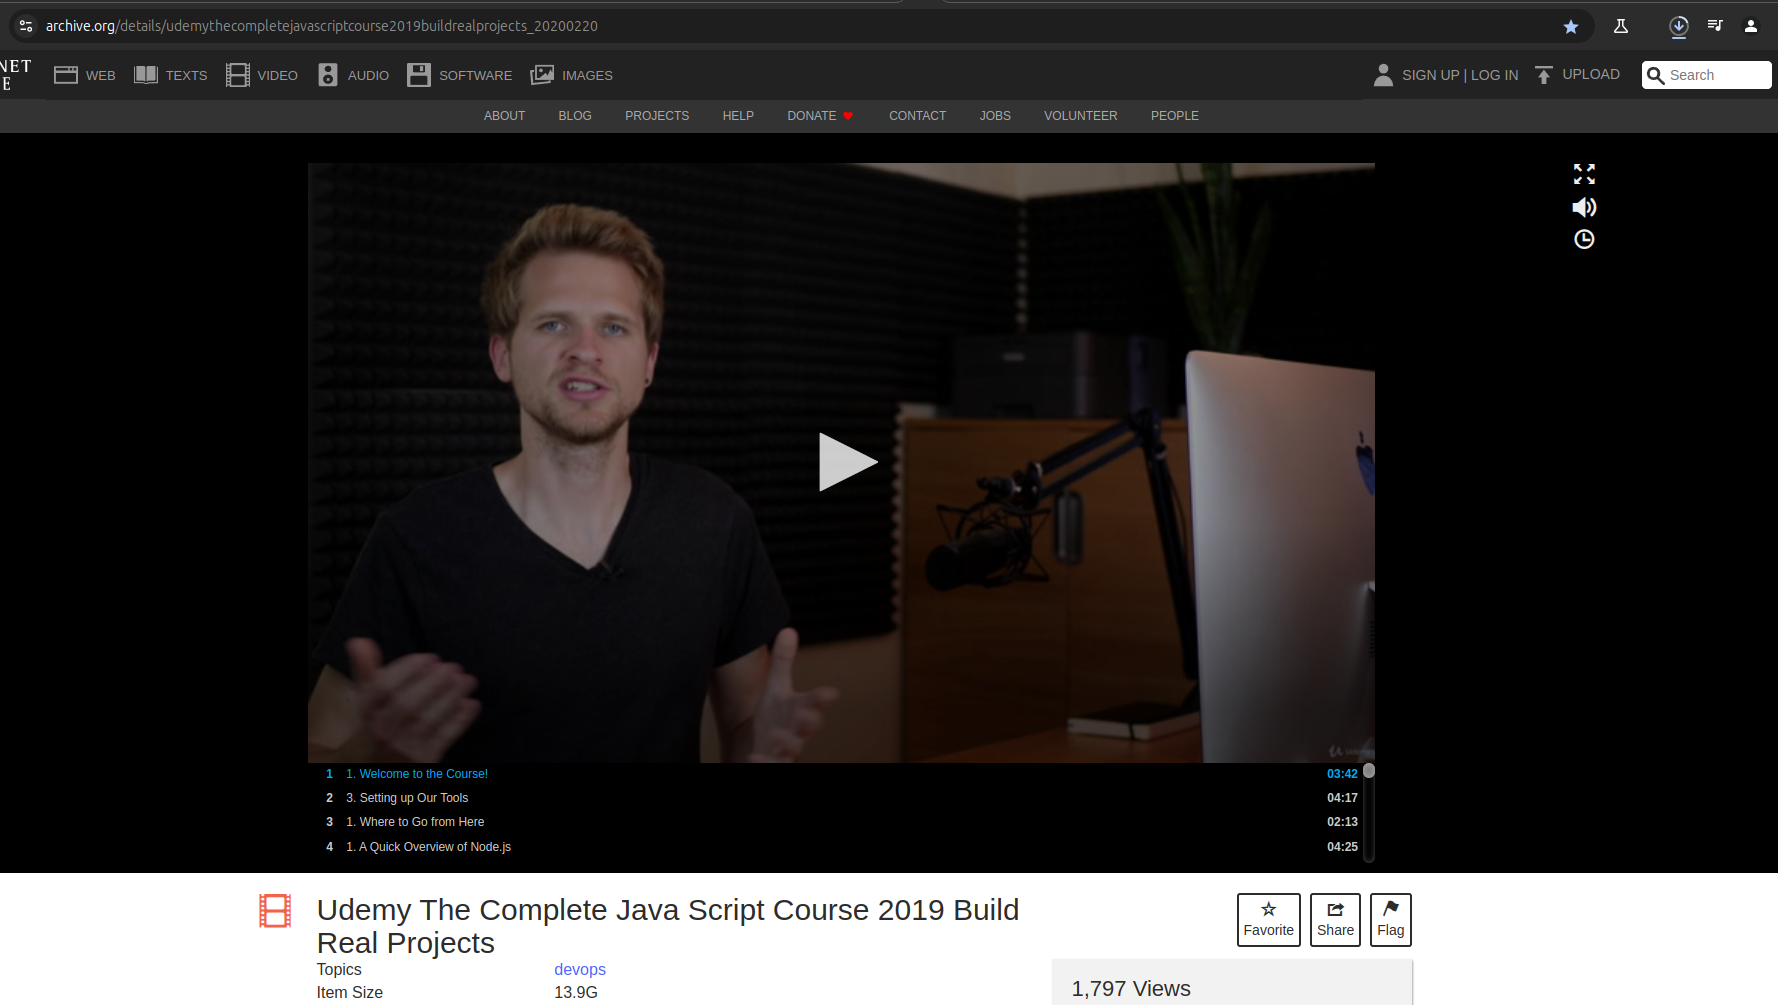 archive.org/details/udemythecompletejavascriptcourse2019buildrealprojects_20200220
NET
E
WEB TEXTS VIDEO AUDIO SOFTWARE IMAGES SIGN UP | LOG IN UPLOAD Search
ABOUT BLOG PROJECTS HELP DONATE CONTACT JOBS VOLUNTEER PEOPLE
1 1. Welcome to the Course! 03:42
2 3. Setting up Our Tools 04:17
3 1. Where to Go from Here 02:13
4 1. A Quick Overview of Node.js 04:25
Udemy The Complete Java Script Course 2019 Build
Real Projects
Favorite Share Flag
Topics devops
Item Size 13.9G
1,797 Views